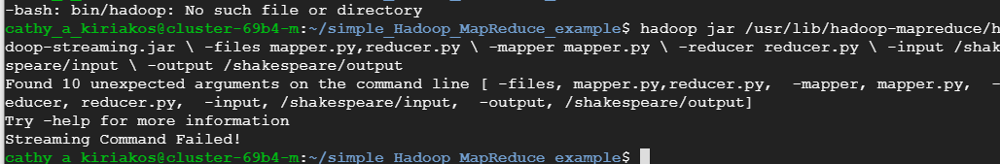 -bash: bin/hadoop: No such file or directory
cathy_a_kiriakos@cluster-69b4-m:~/simple_Hadoop_MapReduce_example$ hadoop jar /usr/lib/hadoop-mapreduce/h
doop-streaming.jar \ -files mapper.py,reducer.py \ -mapper mapper.py \ -reducer reducer.py \ -input /shak
speare/input \ -output /shakespeare/output
Found 10 unexpected arguments on the command line [ -files, mapper.py,reducer.py,  -mapper, mapper.py,  -
educer, reducer.py,  -input, /shakespeare/input,  -output, /shakespeare/output]
Try -help for more information
Streaming Command Failed!
cathy_a_kiriakos@cluster-69b4-m:~/simple_Hadoop_MapReduce_example$